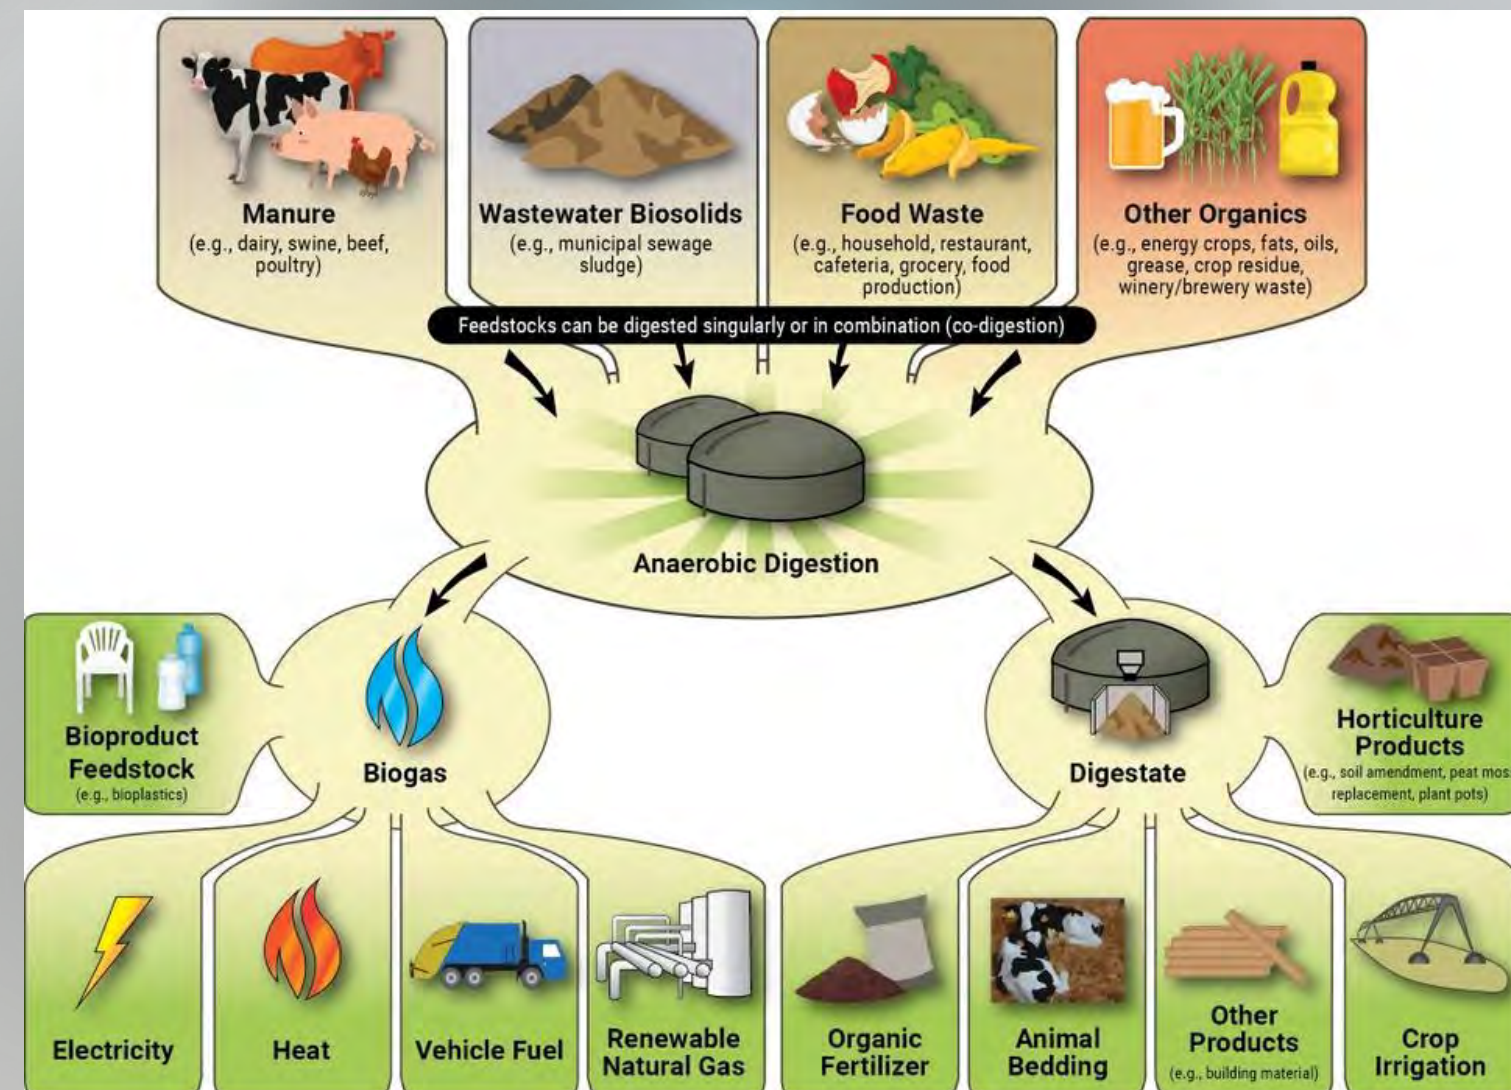 Manure
(e.g., dairy, swine, beef,
poultry)
Wastewater Biosolids
(e.g., municipal sewage
sludge)
Food Waste
(e.g., household, restaurant,
cafeteria, grocery, food
production)
Other Organics
(e.g., energy crops, fats, oils,
grease, crop residue,
winery/brewery waste)
Feedstocks can be digested singularly or in combination (co-digestion)
Anaerobic Digestion
Bioproduct
Feedstock
(e.g., bioplastics)
Biogas
Digestate
Horticulture
Products
(e.g., soil amendment, peat moss
replacement, plant pots)
Electricity
Heat
Vehicle Fuel
Renewable
Natural Gas
Organic
Fertilizer
Animal
Bedding
Other
Products
(e.g., building material)
Crop
Irrigation